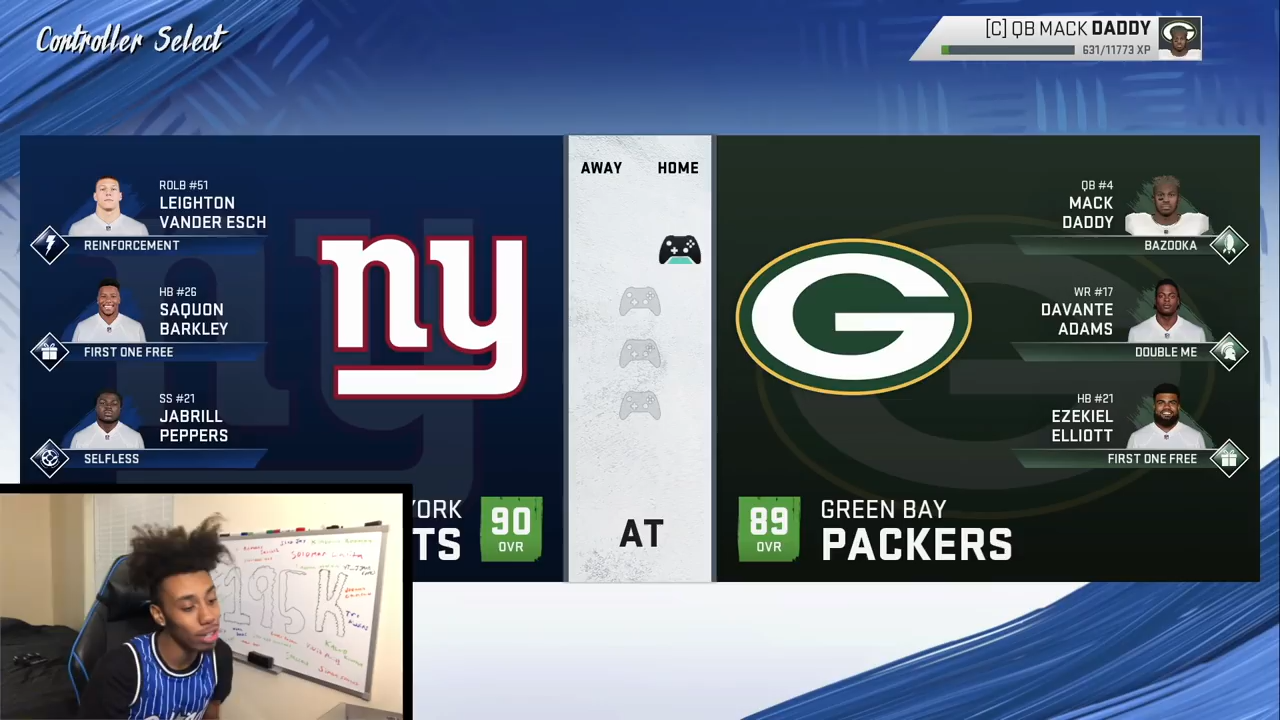 Controller Select
[C] QB MACK DADDY
631/11773 XP
AWAY HOME
ROLB #51
LEIGHTON
VANDER ESCH
REINFORCEMENT
HB #26
SAQUON
BARKLEY
FIRST ONE FREE
SS #21
JABRILL
PEPPERS
SELFLESS
ny
G
QB #4
MACK
DADDY
BAZOOKA
WR #17
DAVANTE
ADAMS
DOUBLE ME
HB #21
EZEKIEL
ELLIOTT
FIRST ONE FREE
YORK
TS
90
OVR
AT
89
OVR
GREEN BAY
PACKERS
195K